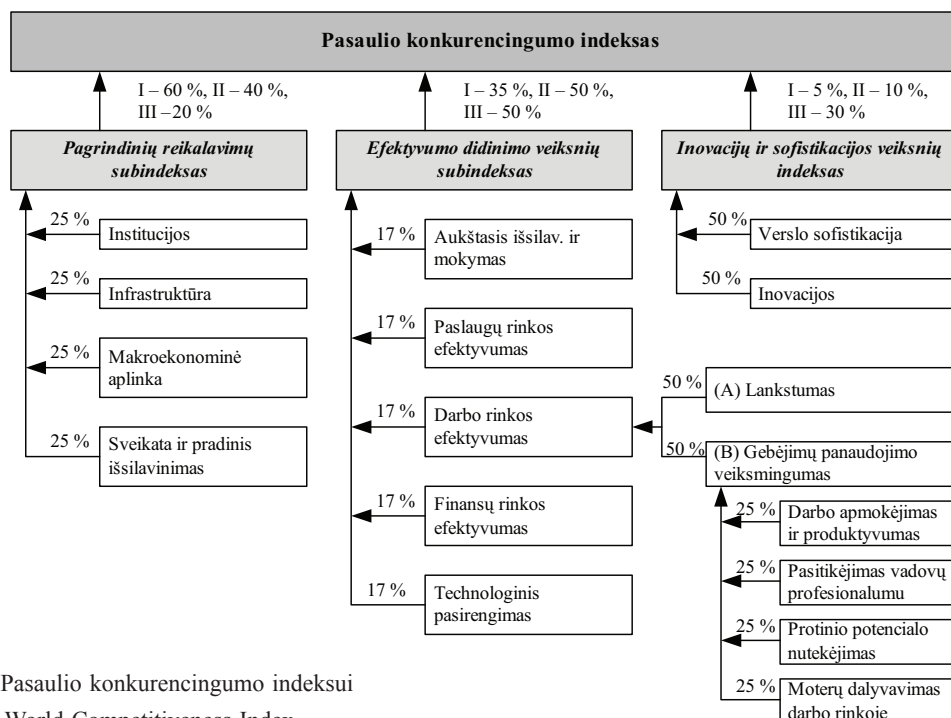 Pasaulio konkurencingumo indeksas
I – 60 %, II – 40 %,
III –20 %
I – 35 %, II – 50 %,
III – 50 %
I – 5 %, II – 10 %,
III – 30 %
Pagrindinių reikalavimų
subindeksas
Efektyvumo didinimo veiksnių
subindeksas
Inovacijų ir sofistikacijos veiksnių
indeksas
25 %
Institucijos
25 %
Infrastruktūra
25 %
Makroekonominė
aplinka
25 %
Sveikata ir pradinis
išsilavinimas
17 %
Aukštasis išsilav. ir
mokymas
17 %
Paslaugų rinkos
efektyvumas
17 %
Darbo rinkos
efektyvumas
17 %
Finansų rinkos
efektyvumas
17 %
Technologinis
pasirengimas
50 %
Verslo sofistikacija
50 %
Inovacijos
50 %
(A) Lankstumas
50 %
(B) Gebėjimų panaudojimo
veiksmingumas
25 %
Darbo apmokėjimas
ir produktyvumas
25 %
Pasitikėjimas vadovų
profesionalumu
25 %
Protinio potencialo
nutekėjimas
25 %
Moterų dalyvavimas
darbo rinkoje
Pasaulio konkurencingumo indeksui
World Competitiveness Index